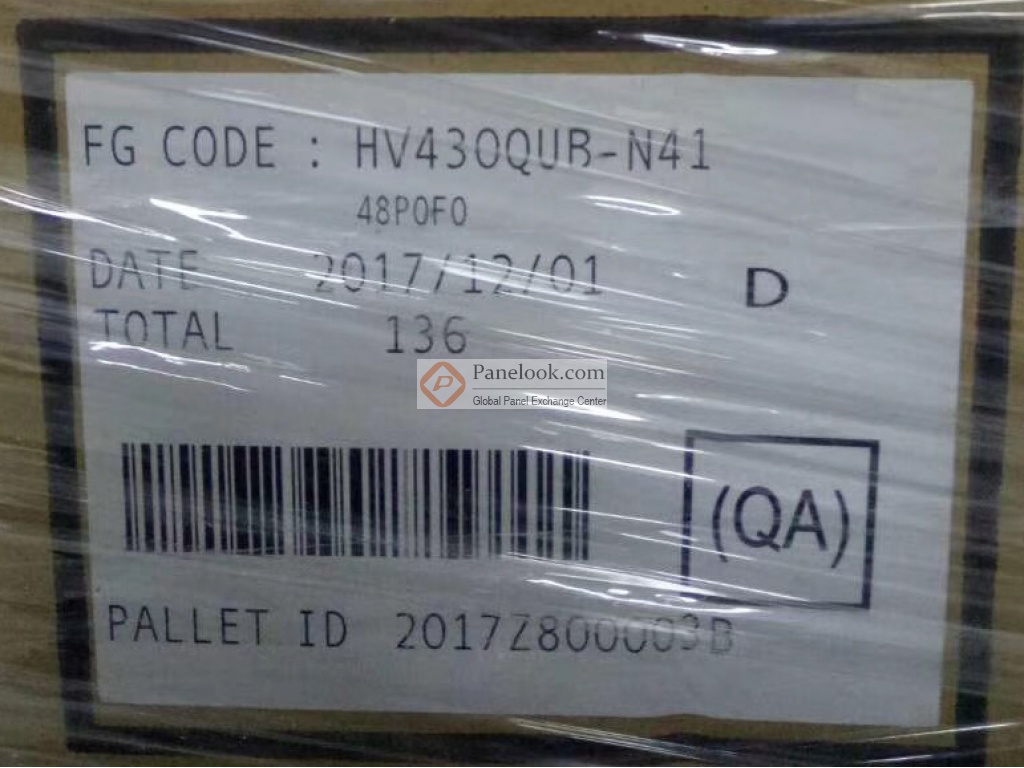 FG CODE : HV430QUB-N41
48P0F0
DATE 2017/12/01
D
TOTAL 136
Panelook.com
Global Panel Exchange Center
(QA)
PALLET ID 2017Z800003B